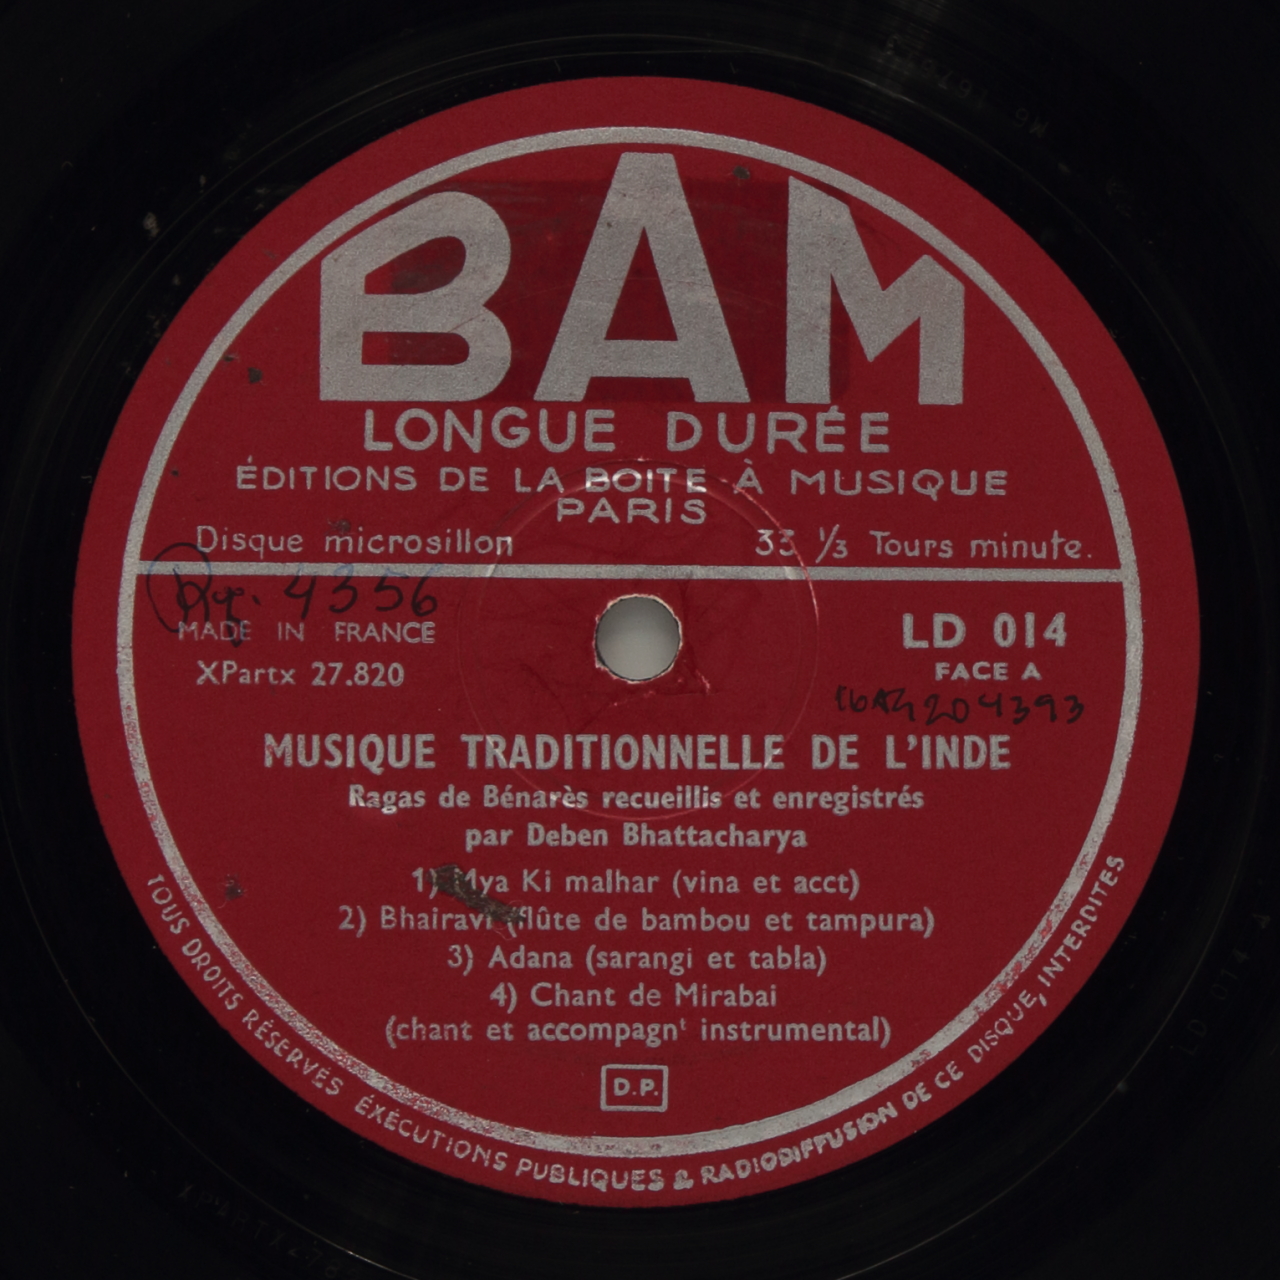 BAM
LONGUE DURÉE
ÉDITIONS DE LA BOITE À MUSIQUE
PARIS
Disque microsillon 33 1/3 Tours minute.
Rg. 4356
MADE IN FRANCE
LD 014
XPartx 27.820
FACE A
204393
MUSIQUE TRADITIONNELLE DE L'INDE
Ragas de Bénarès recueillis et enregistrés
par Deben Bhattacharya
1) Mya Ki malhar (vina et acct)
2) Bhairavi (flûte de bambou et tampura)
3) Adana (sarangi et tabla)
4) Chant de Mirabai
(chant et accompagnt instrumental)
D.P.
TOUS DROITS RÉSERVÉS EXÉCUTIONS PUBLIQUES & RADIODIFFUSION DE CE DISQUE, INTERDITES
LD 014 A